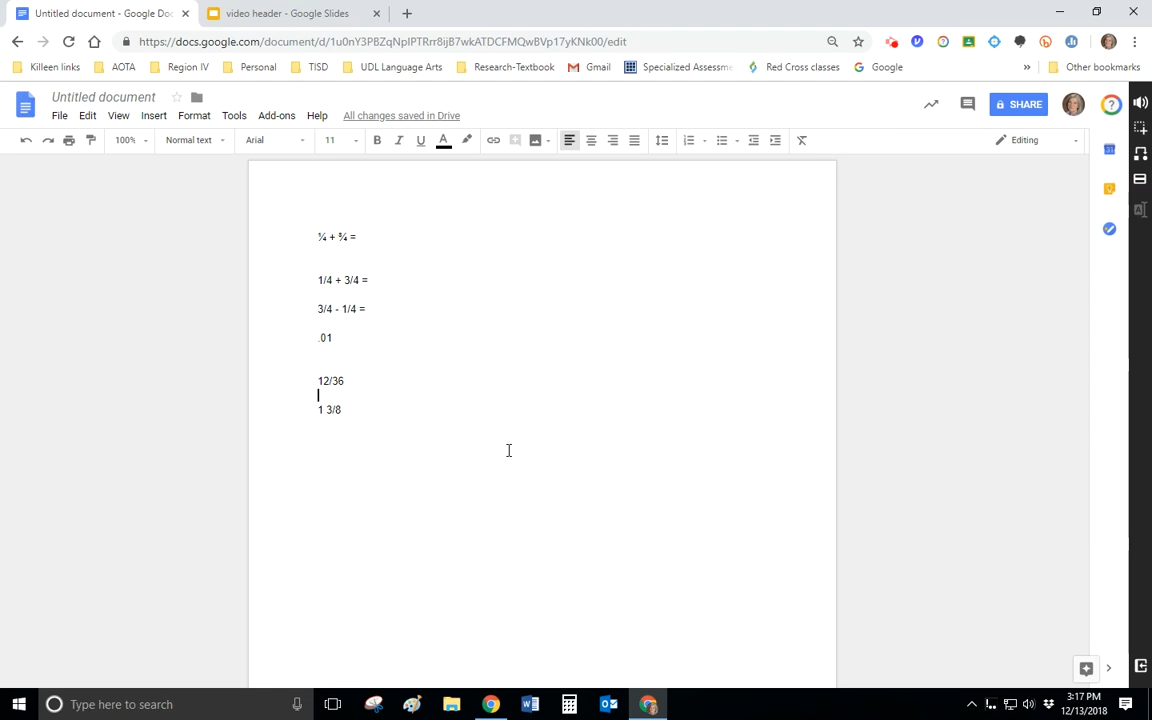 Untitled document - Google Doc
video header - Google Slides
https://docs.google.com/document/d/1u0nY3PBZqNpIPTRrr8ijB7wkATDCFMQwBVp17yKNk00/edit
Killeen links AOTA Region IV Personal TISD UDL Language Arts Research-Textbook Gmail Specialized Assessme Red Cross classes Google » Other bookmarks
Untitled document
File Edit View Insert Format Tools Add-ons Help All changes saved in Drive
SHARE
100% Normal text Arial 11 B I U A Editing
31
¼ + ¾ =
1/4 + 3/4 =
3/4 - 1/4 =
.01
12/36
1 3/8
Type here to search
3:17 PM
12/13/2018